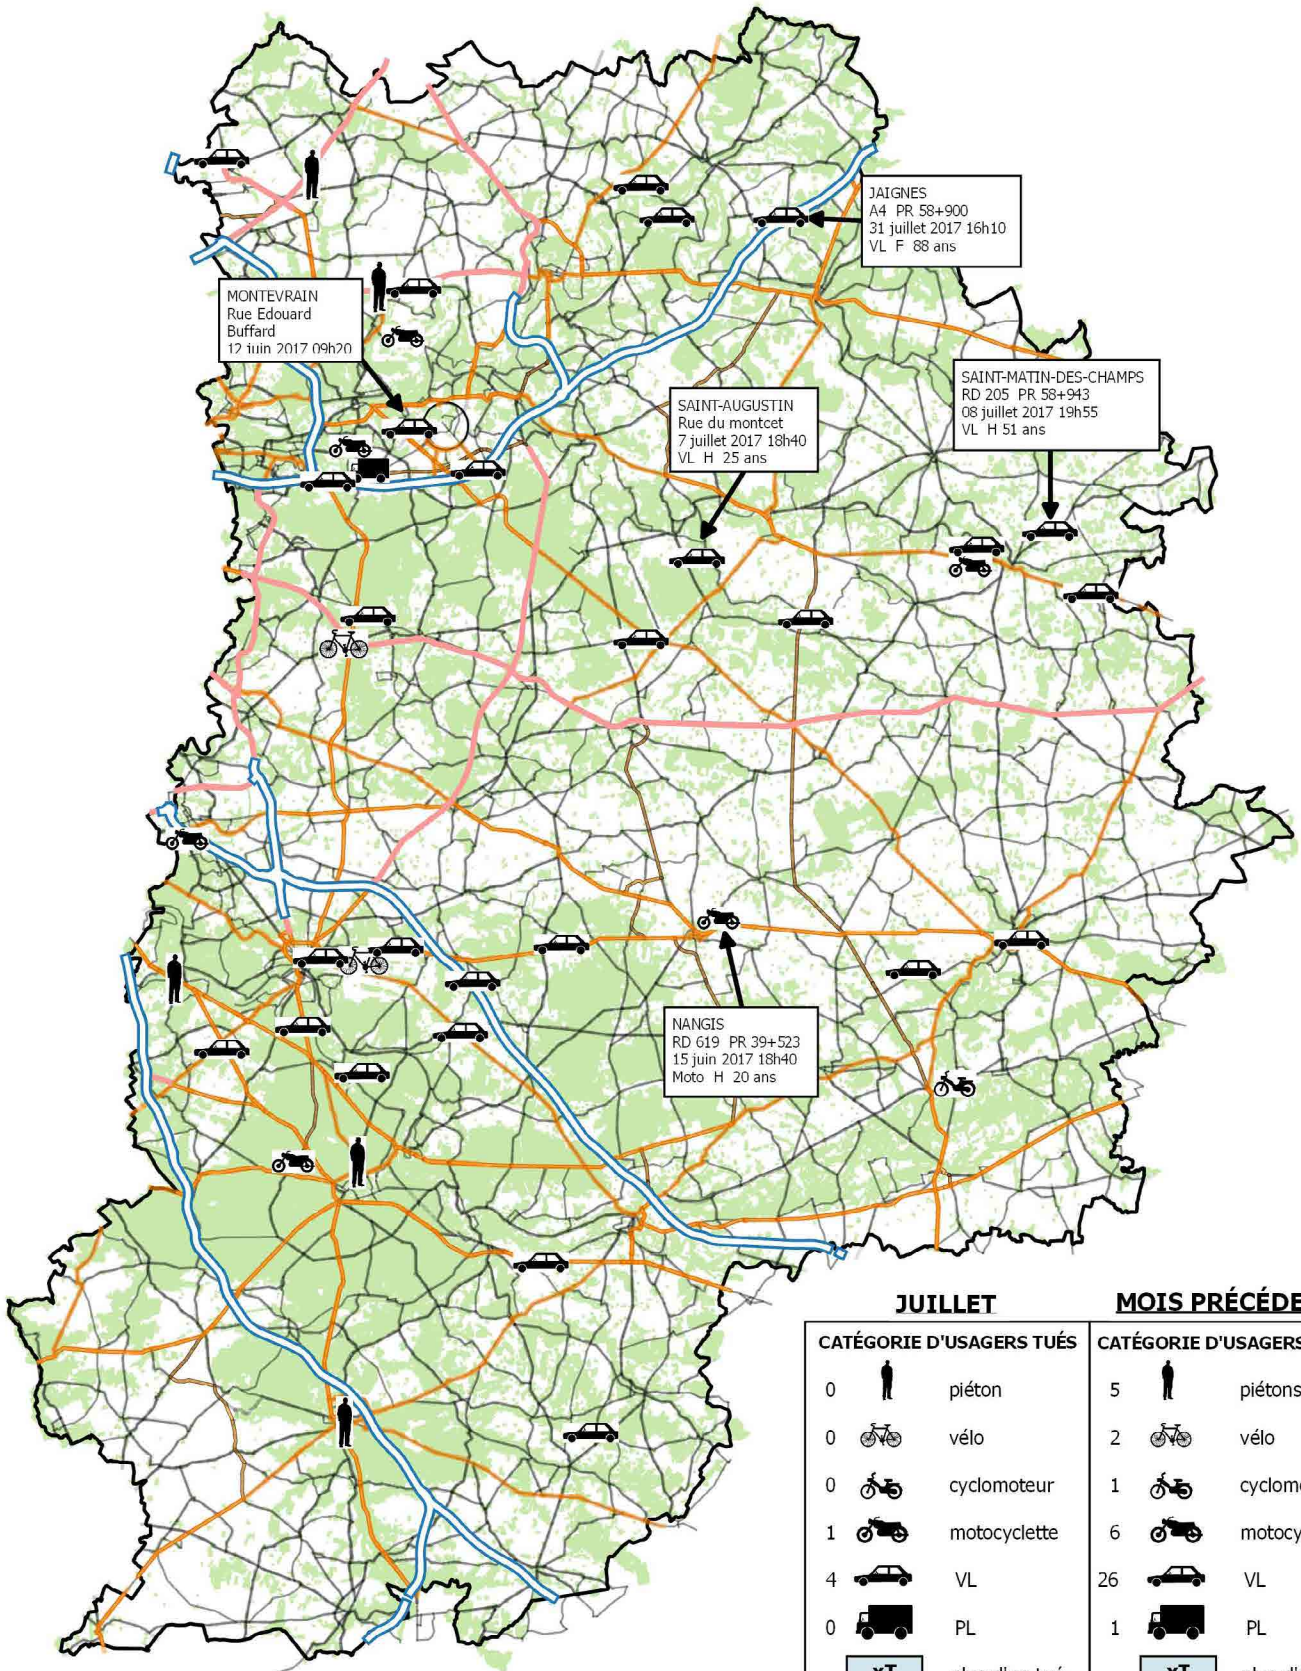 JAIGNES
A4 PR 58+900
31 juillet 2017 16h10
VL F 88 ans
MONTEVRAIN
Rue Edouard
Buffard
12 juin 2017 09h20
SAINT-MATIN-DES-CHAMPS
RD 205 PR 58+943
08 juillet 2017 19h55
VL H 51 ans
SAINT-AUGUSTIN
Rue du montcet
7 juillet 2017 18h40
VL H 25 ans
NANGIS
RD 619 PR 39+523
15 juin 2017 18h40
Moto H 20 ans
JUILLET
CATÉGORIE D'USAGERS TUÉS
0 piéton
0 vélo
0 cyclomoteur
1 motocyclette
4 VL
0 PL
MOIS PRÉCÉDE
CATÉGORIE D'USAGERS
5 piétons
2 vélo
1 cyclomo
6 motocy
26 VL
1 PL